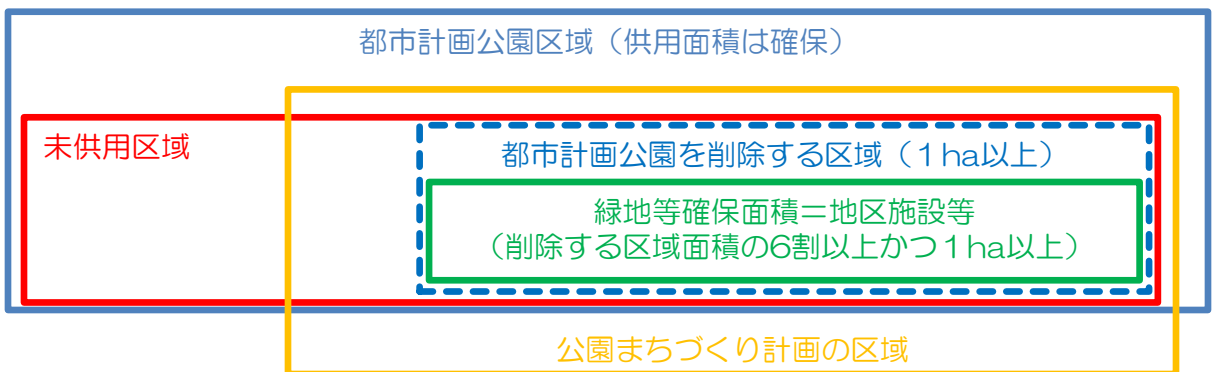 都市計画公園区域（供用面積は確保）
未供用区域
都市計画公園を削除する区域（１ha以上）
緑地等確保面積＝地区施設等
（削除する区域面積の6割以上かつ１ha以上）
公園まちづくり計画の区域